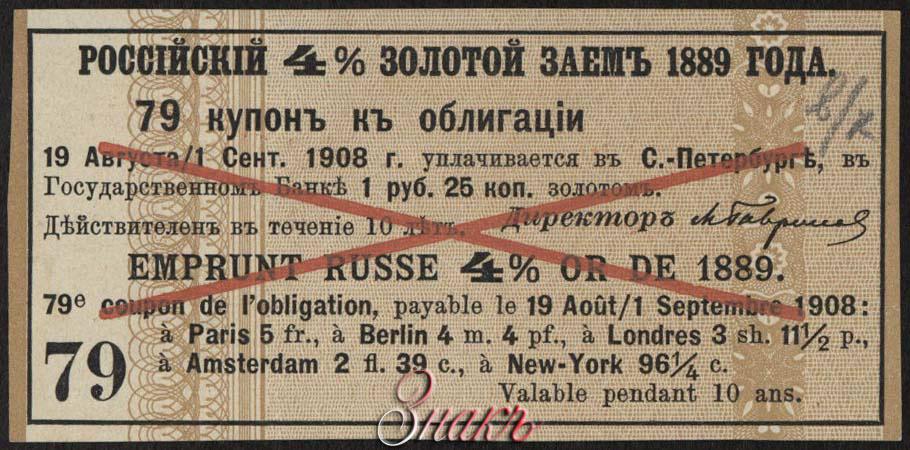 РОССІЙСКІЙ 4% ЗОЛОТОЙ ЗАЕМЪ 1889 ГОДА.
79 купонъ къ облигаціи
19 Августа/1 Сент. 1908 г. уплачивается въ С.-Петербургѣ, въ
Государственномъ Банкѣ 1 руб. 25 коп. золотомъ.
Дѣйствителенъ въ теченіе 10 лѣтъ. Директоръ
EMPRUNT RUSSE 4% OR DE 1889.
79e coupon de l'obligation, payable le 19 Août/1 Septembre 1908:
à Paris 5 fr., à Berlin 4 m. 4 pf., à Londres 3 sh. 11½ p.,
79 à Amsterdam 2 fl. 39 c., à New-York 96¼ c.
Valable pendant 10 ans.
Знакъ